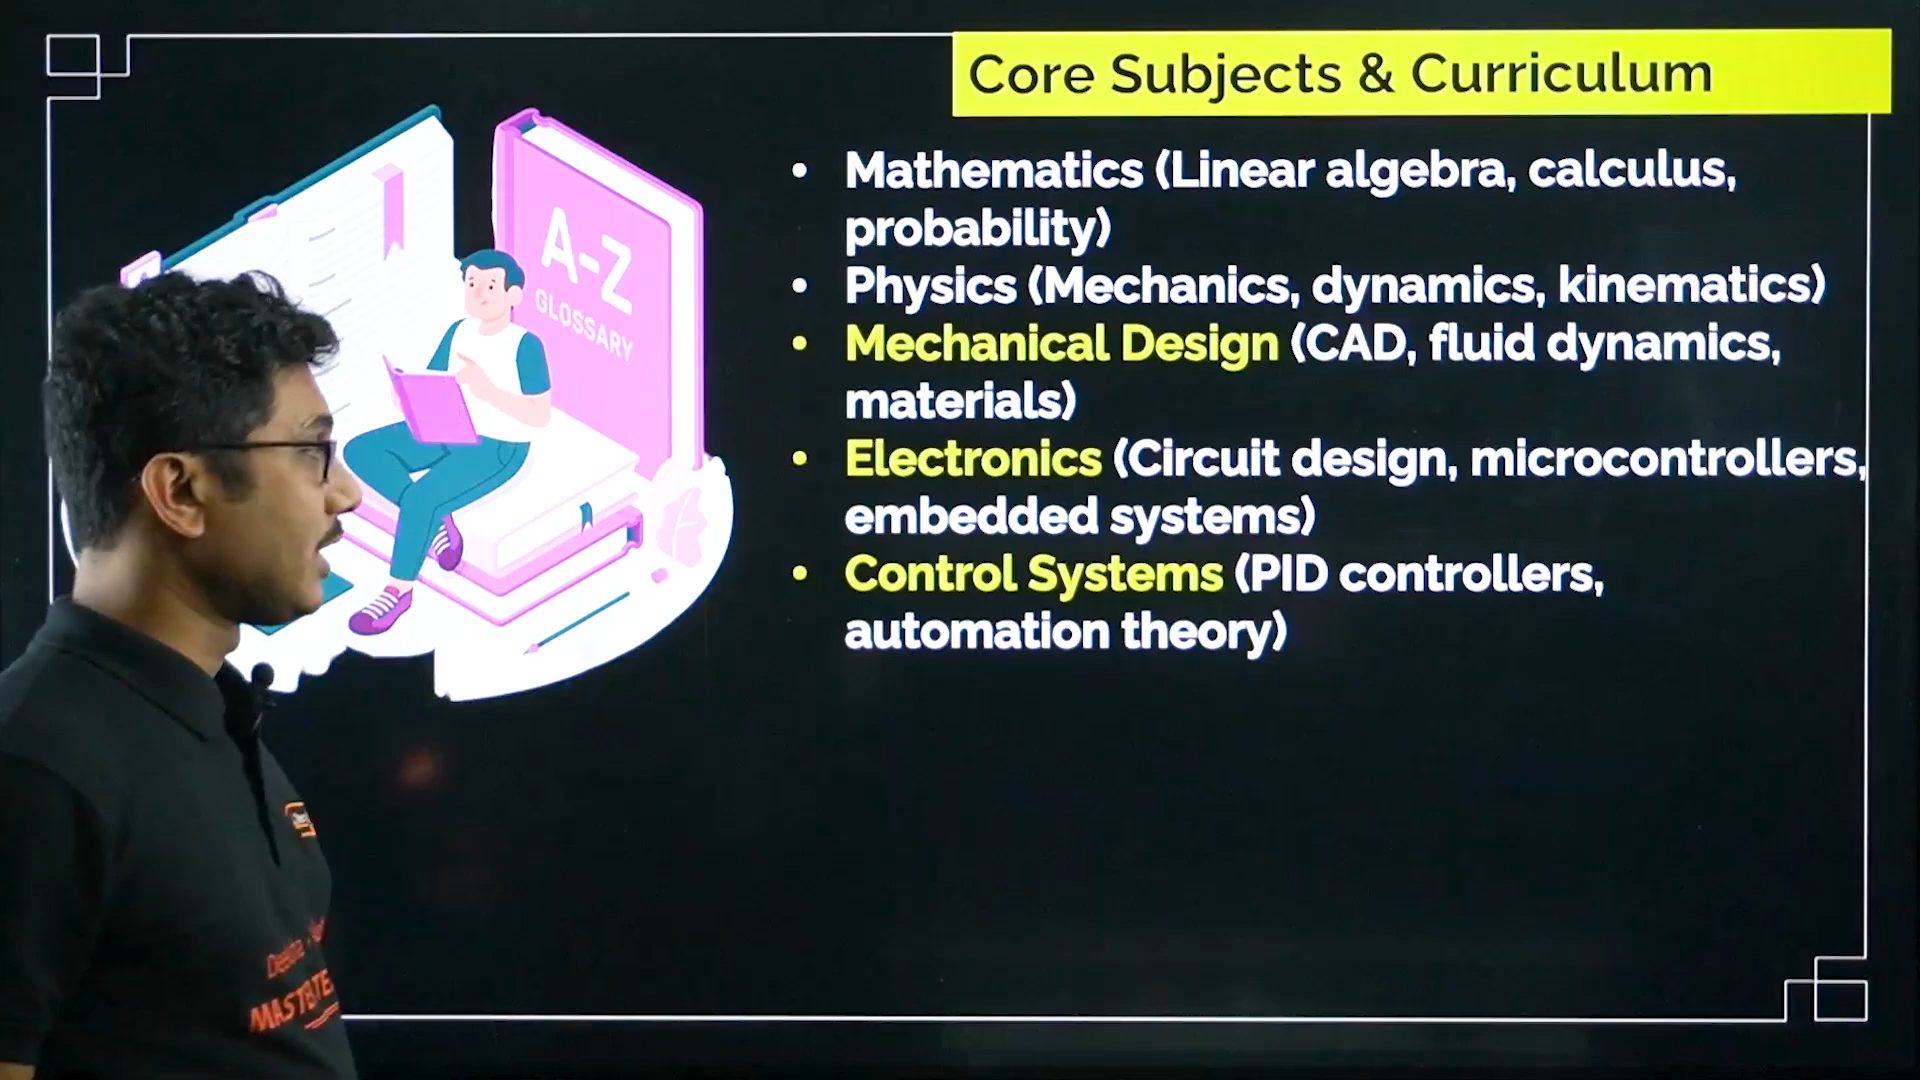 Core Subjects & Curriculum
• Mathematics (Linear algebra, calculus,
probability)
• Physics (Mechanics, dynamics, kinematics)
• Mechanical Design (CAD, fluid dynamics,
materials)
• Electronics (Circuit design, microcontrollers,
embedded systems)
• Control Systems (PID controllers,
automation theory)
A-Z
GLOSSARY